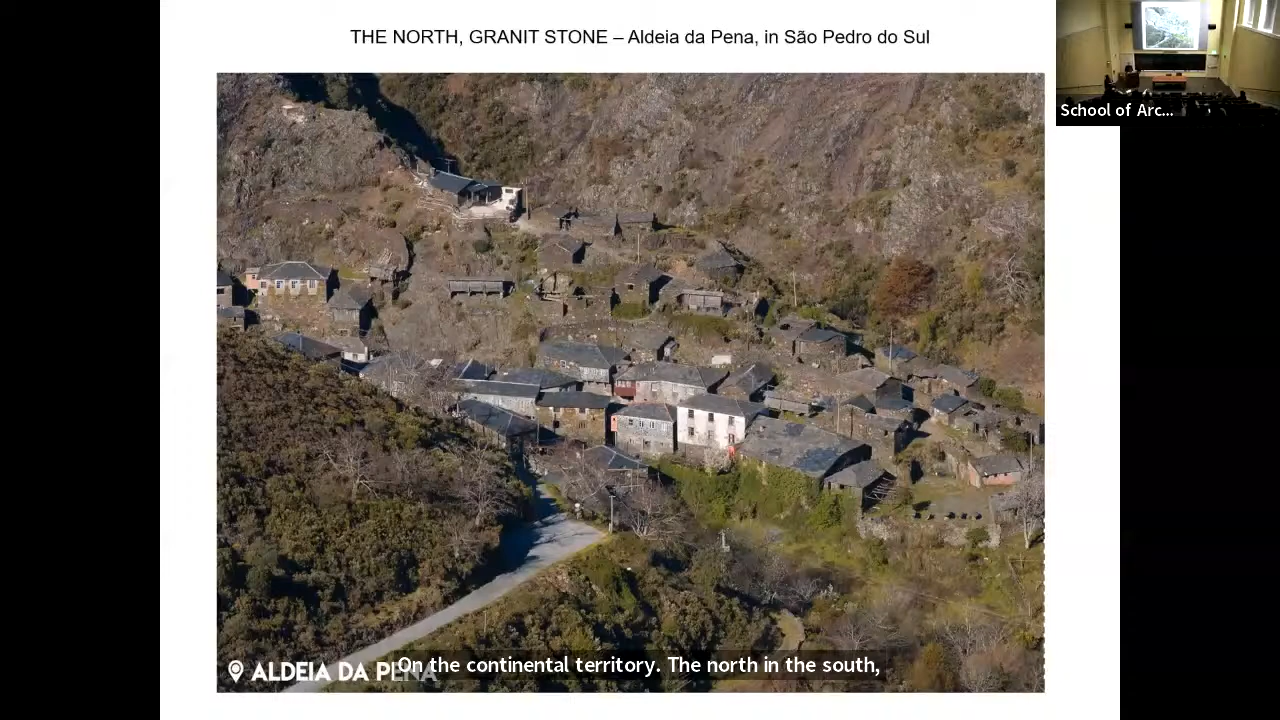 THE NORTH, GRANIT STONE – Aldeia da Pena, in São Pedro do Sul
School of Arc...
ALDEIA DA PENA
On the continental territory. The north in the south,